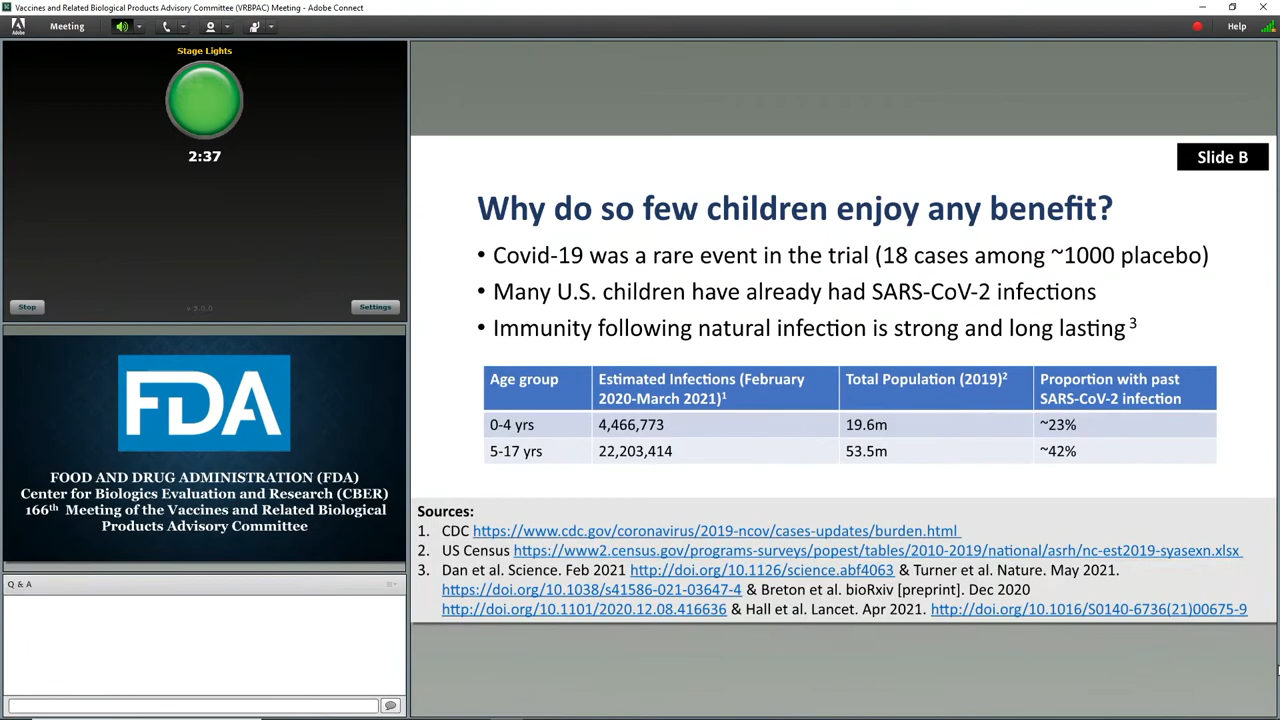 Vaccines and Related Biological Products Advisory Committee (VRBPAC) Meeting - Adobe Connect
Adobe
Meeting
Help
Stage Lights
2:37
Stop
v 2.0.0
Settings
FDA
FOOD AND DRUG ADMINISTRATION (FDA)
Center for Biologics Evaluation and Research (CBER)
166th Meeting of the Vaccines and Related Biological
Products Advisory Committee
Q & A
Slide B
Why do so few children enjoy any benefit?
• Covid-19 was a rare event in the trial (18 cases among ~1000 placebo)
• Many U.S. children have already had SARS-CoV-2 infections
• Immunity following natural infection is strong and long lasting 3
Age group | Estimated Infections (February 2020-March 2021)1 | Total Population (2019)2 | Proportion with past SARS-CoV-2 infection
0-4 yrs | 4,466,773 | 19.6m | ~23%
5-17 yrs | 22,203,414 | 53.5m | ~42%
Sources:
1. CDC https://www.cdc.gov/coronavirus/2019-ncov/cases-updates/burden.html
2. US Census https://www2.census.gov/programs-surveys/popest/tables/2010-2019/national/asrh/nc-est2019-syasexn.xlsx
3. Dan et al. Science. Feb 2021 http://doi.org/10.1126/science.abf4063 & Turner et al. Nature. May 2021.
https://doi.org/10.1038/s41586-021-03647-4 & Breton et al. bioRxiv [preprint]. Dec 2020
http://doi.org/10.1101/2020.12.08.416636 & Hall et al. Lancet. Apr 2021. http://doi.org/10.1016/S0140-6736(21)00675-9